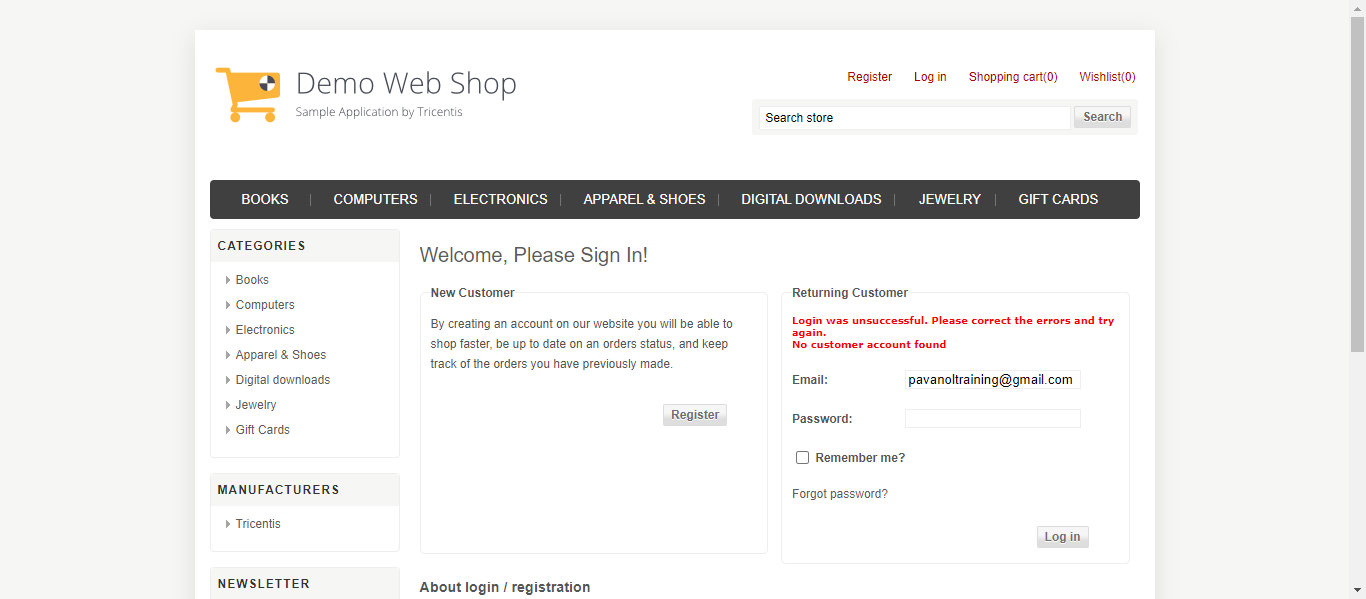 Demo Web Shop
Sample Application by Tricentis
Register Log in Shopping cart(0) Wishlist(0)
Search store Search
BOOKS COMPUTERS ELECTRONICS APPAREL & SHOES DIGITAL DOWNLOADS JEWELRY GIFT CARDS
CATEGORIES
Books
Computers
Electronics
Apparel & Shoes
Digital downloads
Jewelry
Gift Cards
MANUFACTURERS
Tricentis
NEWSLETTER
Welcome, Please Sign In!
New Customer
By creating an account on our website you will be able to
shop faster, be up to date on an orders status, and keep
track of the orders you have previously made.
Register
Returning Customer
Login was unsuccessful. Please correct the errors and try
again.
No customer account found
Email: pavanoltraining@gmail.com
Password:
Remember me?
Forgot password?
Log in
About login / registration